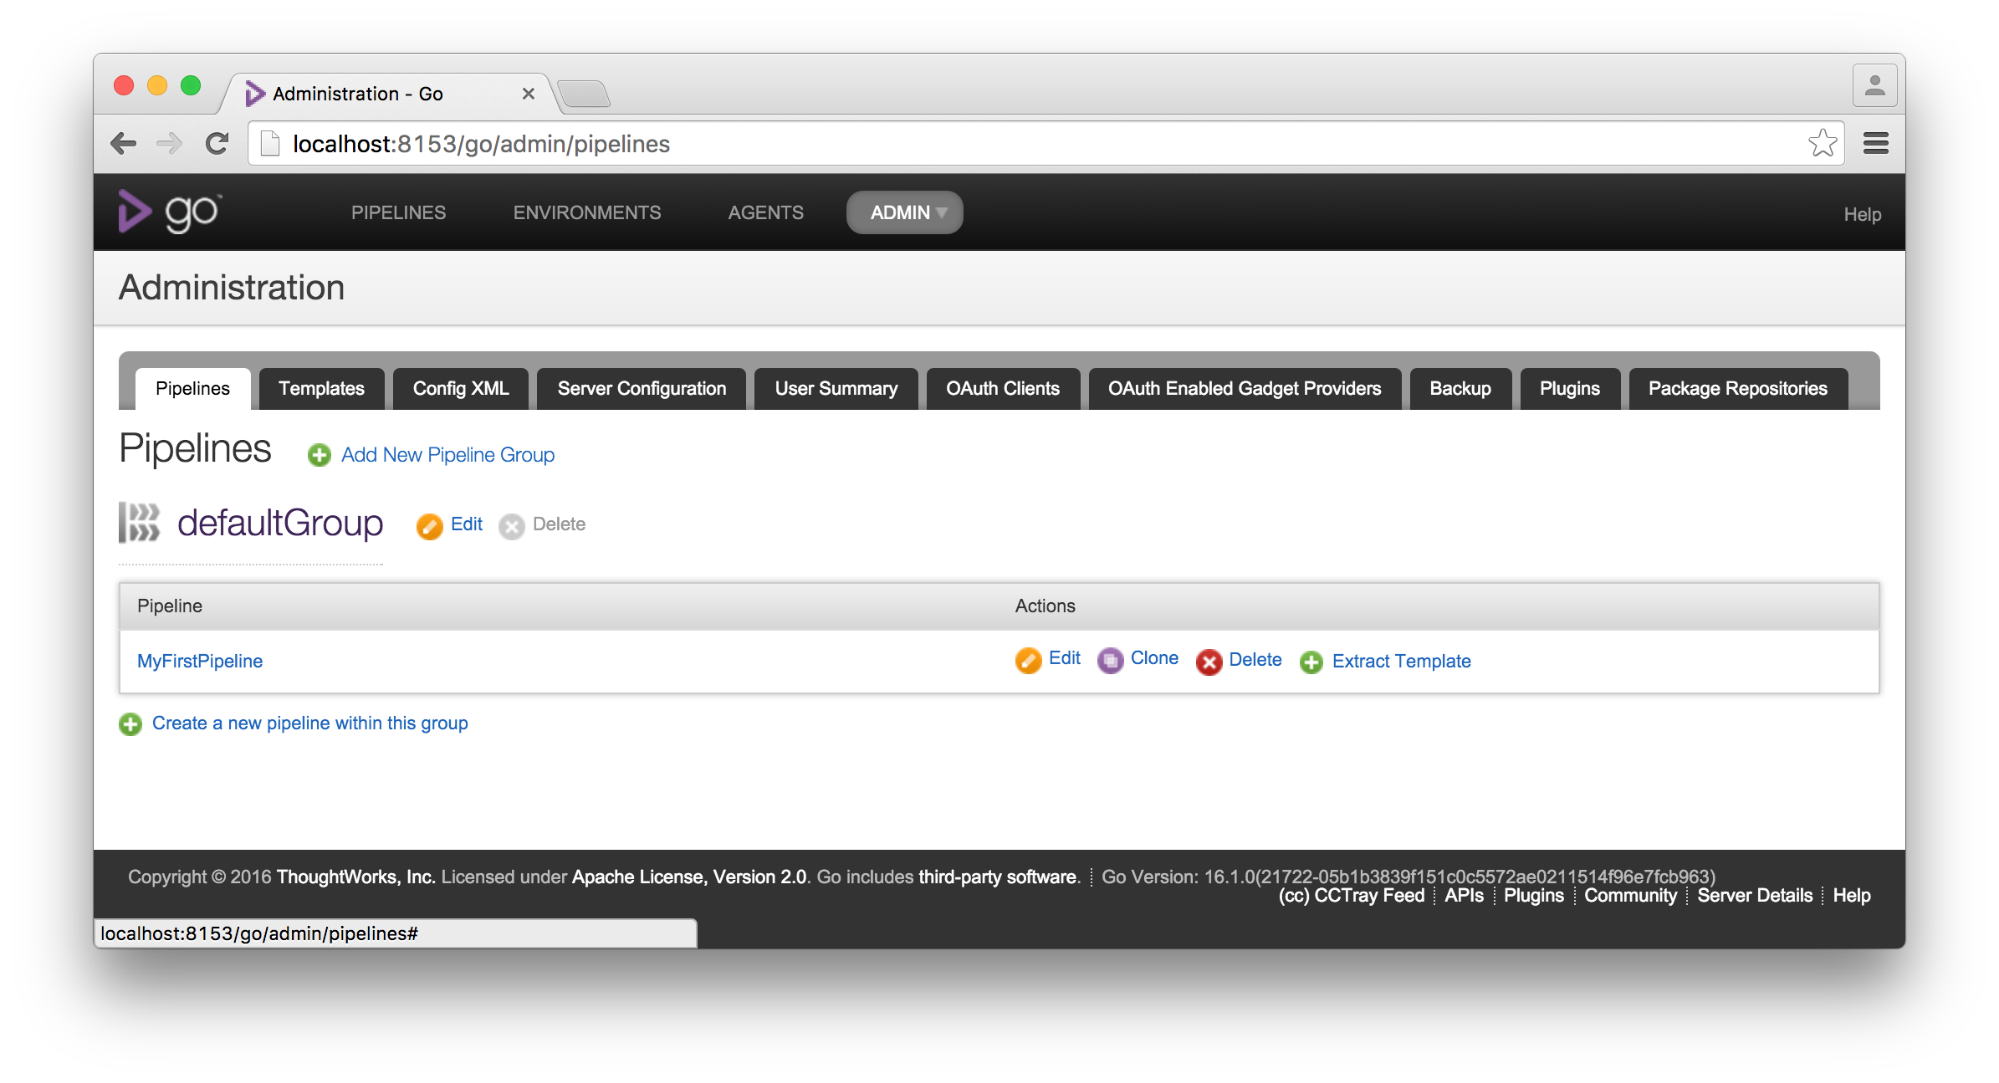 Administration - Go
localhost:8153/go/admin/pipelines
go™ PIPELINES ENVIRONMENTS AGENTS ADMIN Help
Administration
Pipelines Templates Config XML Server Configuration User Summary OAuth Clients OAuth Enabled Gadget Providers Backup Plugins Package Repositories
Pipelines Add New Pipeline Group
defaultGroup Edit Delete
Pipeline Actions
MyFirstPipeline Edit Clone Delete Extract Template
Create a new pipeline within this group
Copyright © 2016 ThoughtWorks, Inc. Licensed under Apache License, Version 2.0. Go includes third-party software. Go Version: 16.1.0(21722-05b1b3839f151c0c5572ae0211514f96e7fcb963)
(cc) CCTray Feed APIs Plugins Community Server Details Help
localhost:8153/go/admin/pipelines#